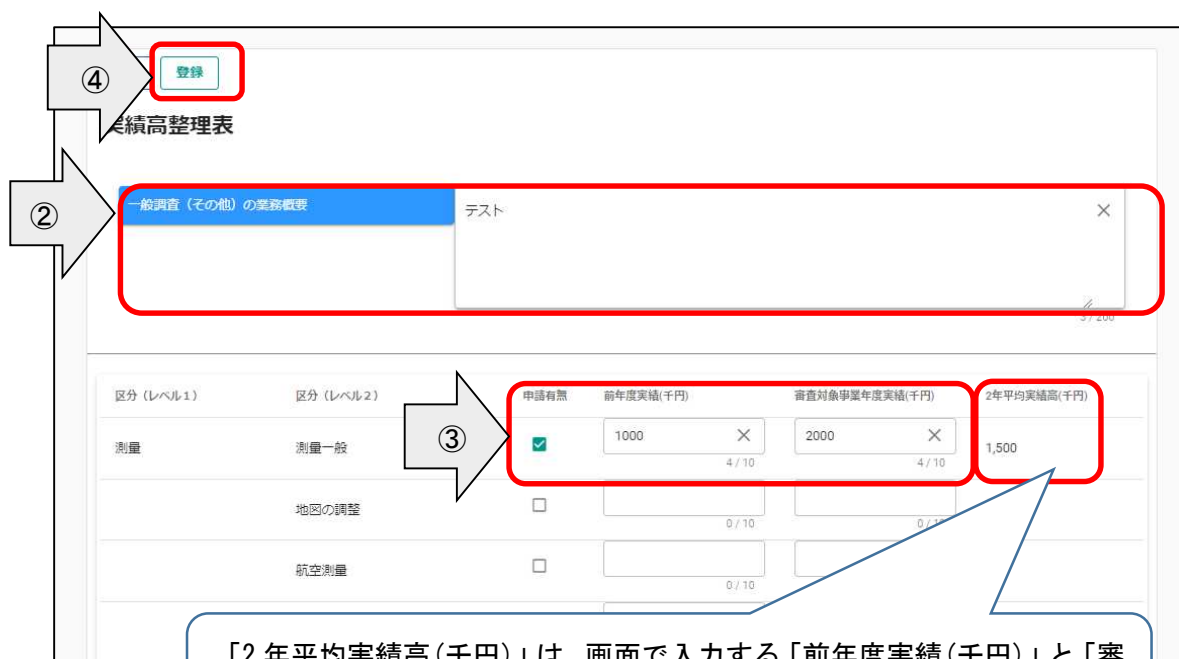 ④
登録
実績高整理表
②
一般調査（その他）の業務概要
テスト
3 / 200
区分（レベル１）
区分（レベル２）
申請有無
前年度実績(千円)
審査対象事業年度実績(千円)
2年平均実績高(千円)
③
測量
測量一般
1000
4 / 10
2000
4 / 10
1,500
地図の調整
0 / 10
航空測量
0 / 10
「2 年平均実績高(千円)」は、画面で入力する「前年度実績(千円)」と「審